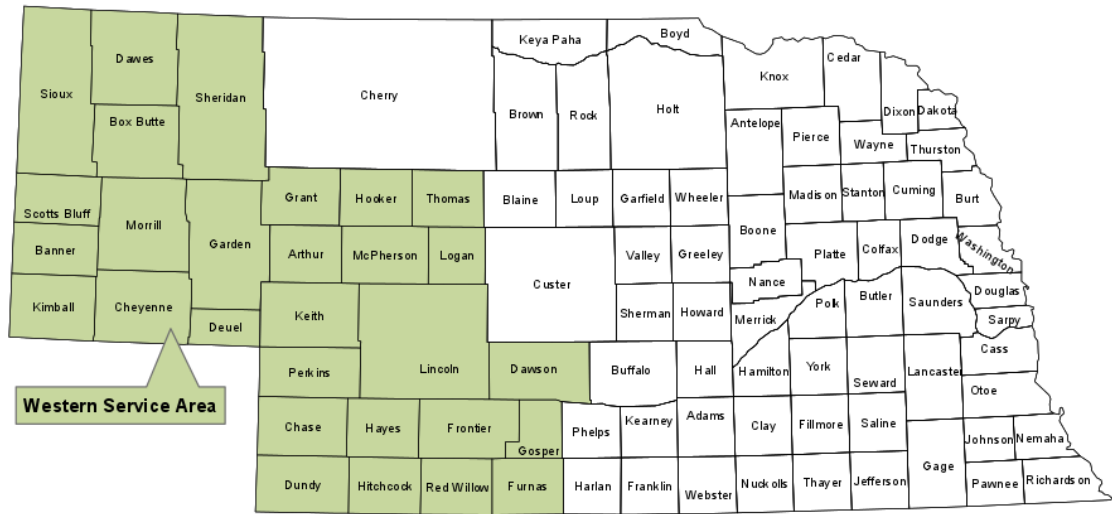 Keya Paha
Boyd
Dawes
Sioux
Sheridan
Cherry
Knox
Cedar
Box Butte
Brown
Rock
Holt
Antelope
Pierce
Dixon
Dakota
Wayne
Thurston
Scotts Bluff
Morrill
Grant
Hooker
Thomas
Blaine
Loup
Garfield
Wheeler
Madison
Stanton
Cuming
Burt
Banner
Garden
Arthur
McPherson
Logan
Valley
Greeley
Boone
Platte
Colfax
Dodge
Washington
Kimball
Cheyenne
Deuel
Keith
Custer
Sherman
Howard
Nance
Merrick
Polk
Butler
Saunders
Douglas
Sarpy
Perkins
Lincoln
Dawson
Buffalo
Hall
Hamilton
York
Seward
Lancaster
Cass
Otoe
Western Service Area
Chase
Hayes
Frontier
Gosper
Phelps
Kearney
Adams
Clay
Fillmore
Saline
Johnson
Nemaha
Dundy
Hitchcock
Red Willow
Furnas
Harlan
Franklin
Webster
Nuckolls
Thayer
Jefferson
Gage
Pawnee
Richardson